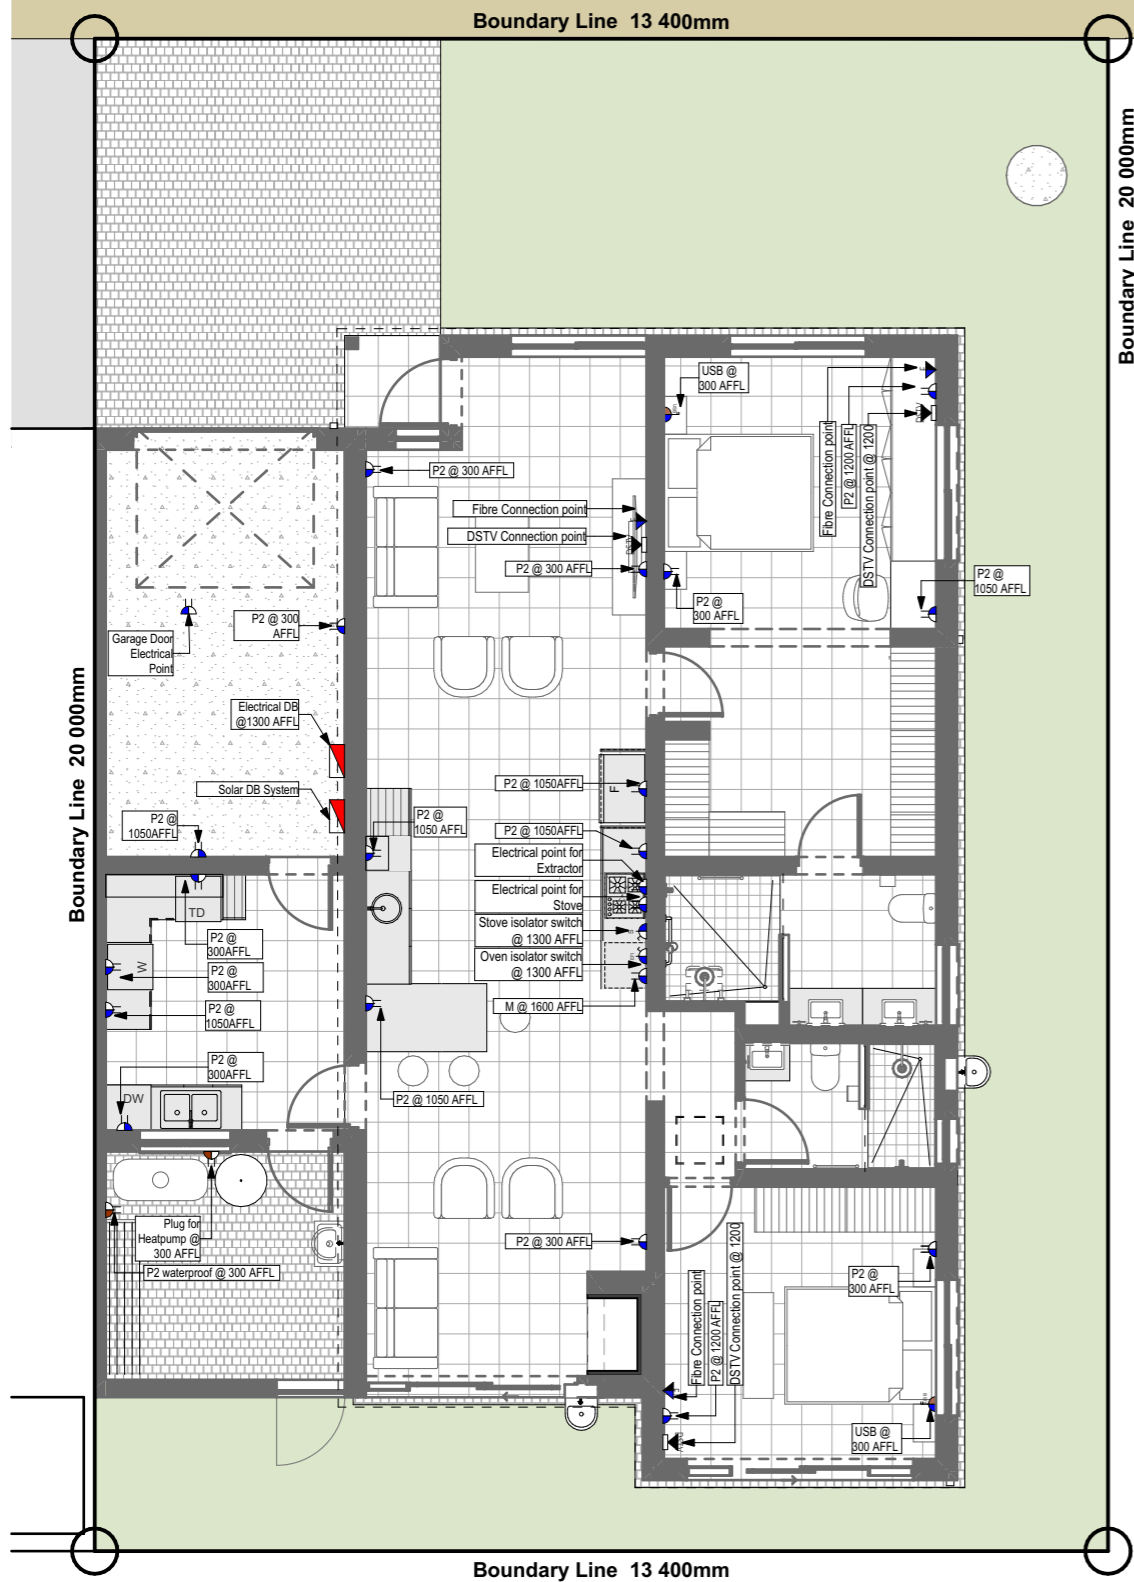 Boundary Line 13 400mm
Boundary Line 20 000mm
USB @
300 AFFL
Fibre Connection point
P2 @ 1200 AFFL
DSTV Connection point @ 1200
DSTV
P2 @ 300 AFFL
Fibre Connection point
DSTV Connection point
DSTV
P2 @ 300 AFFL
P2 @
300 AFFL
P2 @
1050 AFFL
P2 @ 300
AFFL
Garage Door
Electrical
Point
Boundary Line 20 000mm
Electrical DB
@1300 AFFL
Solar DB System
P2 @ 1050AFFL
F
P2 @
1050AFFL
P2 @
1050 AFFL
P2 @ 1050AFFL
Electrical point for
Extractor
Electrical point for
Stove
Stove isolator switch
@ 1300 AFFL
Oven isolator switch
@ 1300 AFFL
M @ 1600 AFFL
TD
P2 @
300AFFL
W
P2 @
300AFFL
P2 @
1050AFFL
P2 @
300AFFL
DW
P2 @ 1050 AFFL
Plug for
Heatpump @
300 AFFL
P2 waterproof @ 300 AFFL
P2 @ 300 AFFL
Fibre Connection point
P2 @ 1200 AFFL
DSTV Connection point @ 1200
DSTV
P2 @
300 AFFL
USB @
300 AFFL
Boundary Line 13 400mm